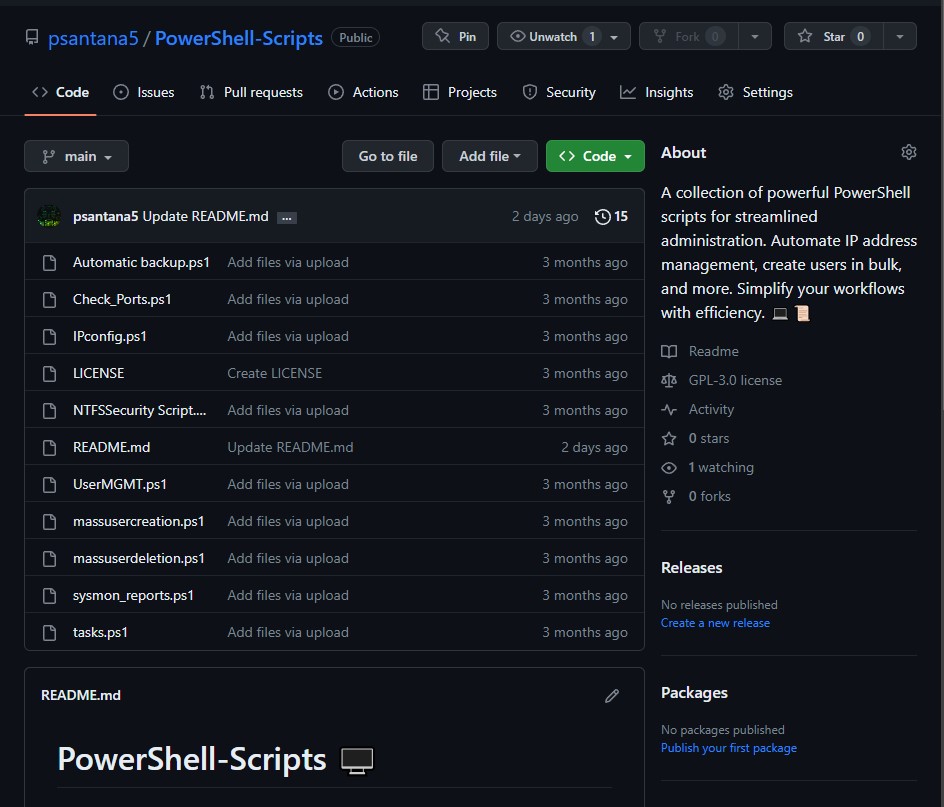 psantana5 / PowerShell-Scripts Public
Pin
Unwatch 1
Fork 0
Star 0
Code Issues Pull requests Actions Projects Security Insights Settings
main
Go to file
Add file
Code
psantana5 Update README.md ... 2 days ago 15
Automatic backup.ps1 Add files via upload 3 months ago
Check_Ports.ps1 Add files via upload 3 months ago
IPconfig.ps1 Add files via upload 3 months ago
LICENSE Create LICENSE 3 months ago
NTFSSecurity Script.... Add files via upload 3 months ago
README.md Update README.md 2 days ago
UserMGMT.ps1 Add files via upload 3 months ago
massusercreation.ps1 Add files via upload 3 months ago
massuserdeletion.ps1 Add files via upload 3 months ago
sysmon_reports.ps1 Add files via upload 3 months ago
tasks.ps1 Add files via upload 3 months ago
README.md
PowerShell-Scripts
About
A collection of powerful PowerShell
scripts for streamlined
administration. Automate IP address
management, create users in bulk,
and more. Simplify your workflows
with efficiency. 💻 📜
Readme
GPL-3.0 license
Activity
0 stars
1 watching
0 forks
Releases
No releases published
Create a new release
Packages
No packages published
Publish your first package